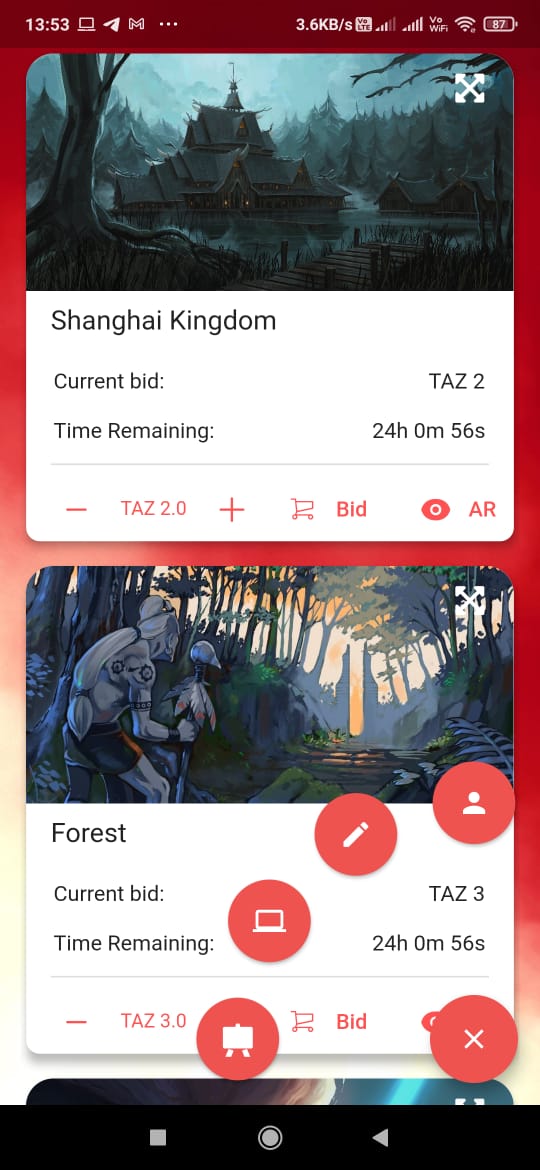 13:53 3.6KB/s Vo LTE Vo WiFi 87
Shanghai Kingdom
Current bid: TAZ 2
Time Remaining: 24h 0m 56s
TAZ 2.0 Bid AR
Forest
Current bid: TAZ 3
Time Remaining: 24h 0m 56s
TAZ 3.0 Bid